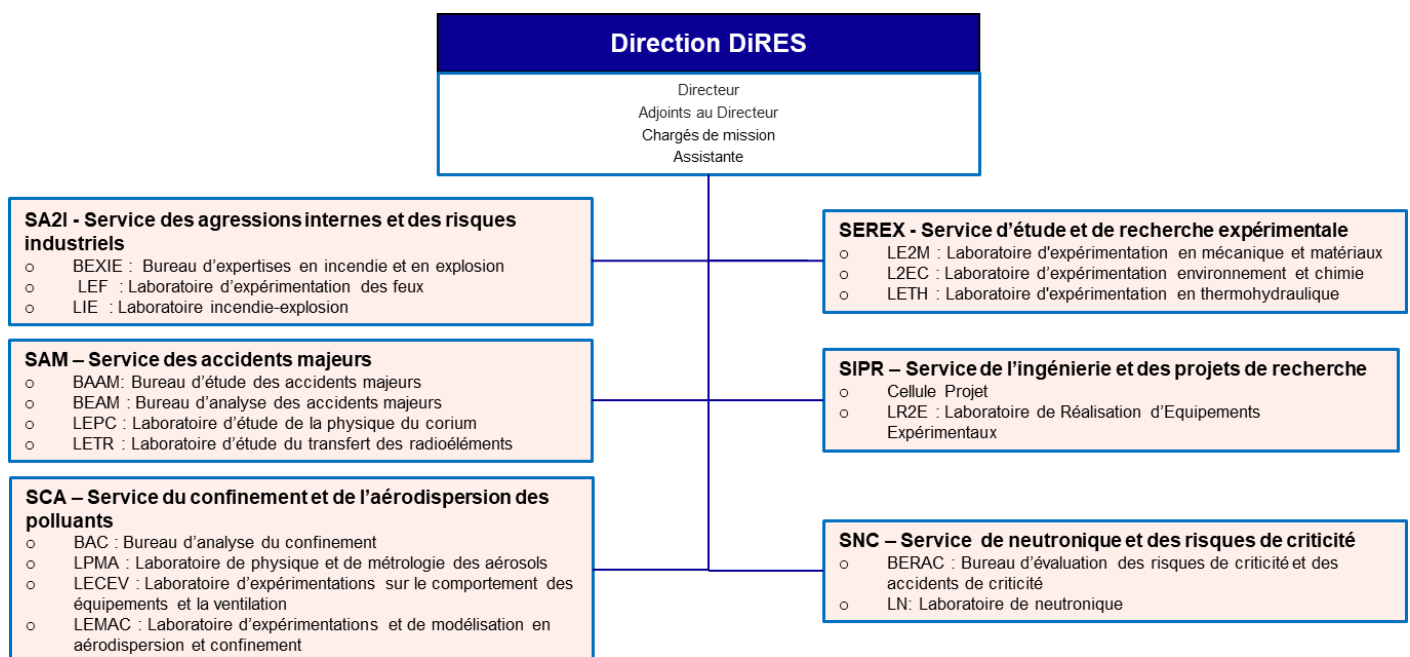 Direction DiRES
Directeur
Adjoints au Directeur
Chargés de mission
Assistante
SA2I - Service des agressions internes et des risques
industriels
o BEXIE : Bureau d’expertises en incendie et en explosion
o LEF : Laboratoire d’expérimentation des feux
o LIE : Laboratoire incendie-explosion
SAM – Service des accidents majeurs
o BAAM: Bureau d’étude des accidents majeurs
o BEAM : Bureau d’analyse des accidents majeurs
o LEPC : Laboratoire d’étude de la physique du corium
o LETR : Laboratoire d’étude du transfert des radioéléments
SCA – Service du confinement et de l’aérodispersion des
polluants
o BAC : Bureau d’analyse du confinement
o LPMA : Laboratoire de physique et de métrologie des aérosols
o LECEV : Laboratoire d’expérimentations sur le comportement des
équipements et la ventilation
o LEMAC : Laboratoire d’expérimentations et de modélisation en
aérodispersion et confinement
SEREX - Service d’étude et de recherche expérimentale
o LE2M : Laboratoire d'expérimentation en mécanique et matériaux
o L2EC : Laboratoire d’expérimentation environnement et chimie
o LETH : Laboratoire d'expérimentation en thermohydraulique
SIPR – Service de l’ingénierie et des projets de recherche
o Cellule Projet
o LR2E : Laboratoire de Réalisation d’Equipements
Expérimentaux
SNC – Service de neutronique et des risques de criticité
o BERAC : Bureau d’évaluation des risques de criticité et des
accidents de criticité
o LN: Laboratoire de neutronique